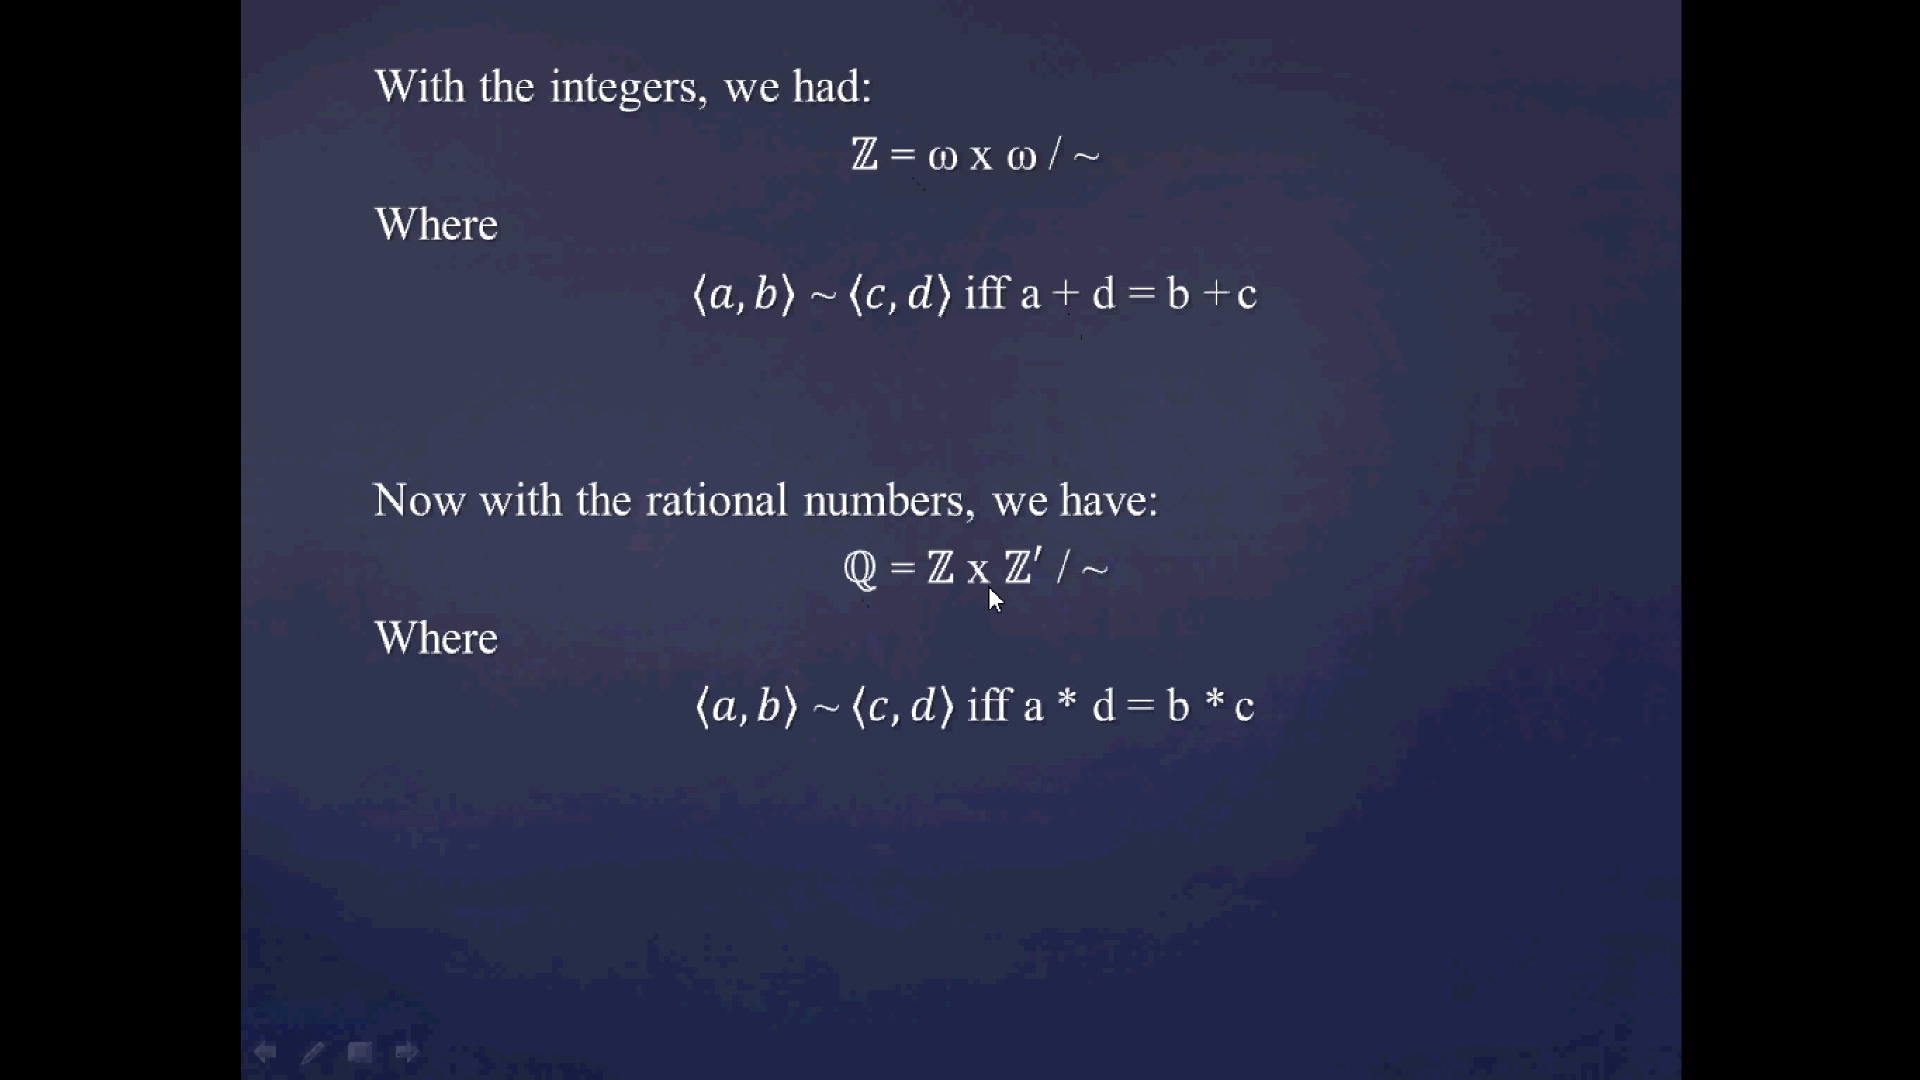 With the integers, we had:
ℤ = ω x ω / ~
Where
⟨a, b⟩ ~ ⟨c, d⟩ iff a + d = b + c
Now with the rational numbers, we have:
ℚ = ℤ x ℤ′ / ~
Where
⟨a, b⟩ ~ ⟨c, d⟩ iff a * d = b * c